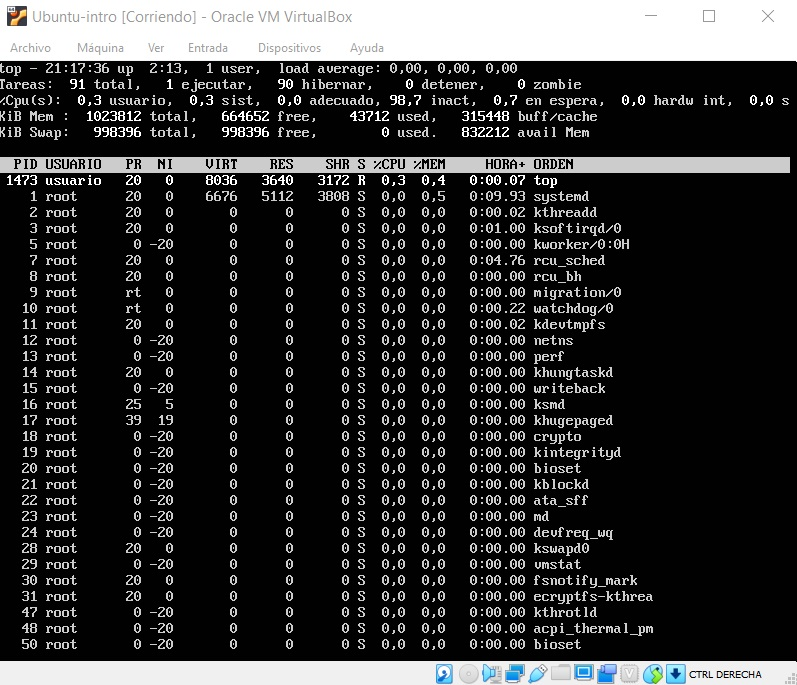 Ubuntu-intro [Corriendo] - Oracle VM VirtualBox
Archivo Máquina Ver Entrada Dispositivos Ayuda
top - 21:17:36 up 2:13, 1 user, load average: 0,00, 0,00, 0,00
Tareas: 91 total, 1 ejecutar, 90 hibernar, 0 detener, 0 zombie
%Cpu(s): 0,3 usuario, 0,3 sist, 0,0 adecuado, 98,7 inact, 0,7 en espera, 0,0 hardw int, 0,0 s
KiB Mem : 1023812 total, 664652 free, 43712 used, 315448 buff/cache
KiB Swap: 998396 total, 998396 free, 0 used. 832212 avail Mem
PID USUARIO PR NI VIRT RES SHR S %CPU %MEM HORA+ ORDEN
1473 usuario 20 0 8036 3640 3172 R 0,3 0,4 0:00.07 top
1 root 20 0 6676 5112 3808 S 0,0 0,5 0:09.93 systemd
2 root 20 0 0 0 0 S 0,0 0,0 0:00.02 kthreadd
3 root 20 0 0 0 0 S 0,0 0,0 0:01.00 ksoftirqd/0
5 root 0 -20 0 0 0 S 0,0 0,0 0:00.00 kworker/0:0H
7 root 20 0 0 0 0 S 0,0 0,0 0:04.76 rcu_sched
8 root 20 0 0 0 0 S 0,0 0,0 0:00.00 rcu_bh
9 root rt 0 0 0 0 S 0,0 0,0 0:00.00 migration/0
10 root rt 0 0 0 0 S 0,0 0,0 0:00.22 watchdog/0
11 root 20 0 0 0 0 S 0,0 0,0 0:00.02 kdevtmpfs
12 root 0 -20 0 0 0 S 0,0 0,0 0:00.00 netns
13 root 0 -20 0 0 0 S 0,0 0,0 0:00.00 perf
14 root 20 0 0 0 0 S 0,0 0,0 0:00.00 khungtaskd
15 root 0 -20 0 0 0 S 0,0 0,0 0:00.00 writeback
16 root 25 5 0 0 0 S 0,0 0,0 0:00.00 ksmd
17 root 39 19 0 0 0 S 0,0 0,0 0:00.00 khugepaged
18 root 0 -20 0 0 0 S 0,0 0,0 0:00.00 crypto
19 root 0 -20 0 0 0 S 0,0 0,0 0:00.00 kintegrityd
20 root 0 -20 0 0 0 S 0,0 0,0 0:00.00 bioset
21 root 0 -20 0 0 0 S 0,0 0,0 0:00.00 kblockd
22 root 0 -20 0 0 0 S 0,0 0,0 0:00.00 ata_sff
23 root 0 -20 0 0 0 S 0,0 0,0 0:00.00 md
24 root 0 -20 0 0 0 S 0,0 0,0 0:00.00 devfreq_wq
28 root 20 0 0 0 0 S 0,0 0,0 0:00.00 kswapd0
29 root 0 -20 0 0 0 S 0,0 0,0 0:00.00 vmstat
30 root 20 0 0 0 0 S 0,0 0,0 0:00.00 fsnotify_mark
31 root 20 0 0 0 0 S 0,0 0,0 0:00.00 ecryptfs-kthrea
47 root 0 -20 0 0 0 S 0,0 0,0 0:00.00 kthrotld
48 root 0 -20 0 0 0 S 0,0 0,0 0:00.00 acpi_thermal_pm
50 root 0 -20 0 0 0 S 0,0 0,0 0:00.00 bioset
CTRL DERECHA